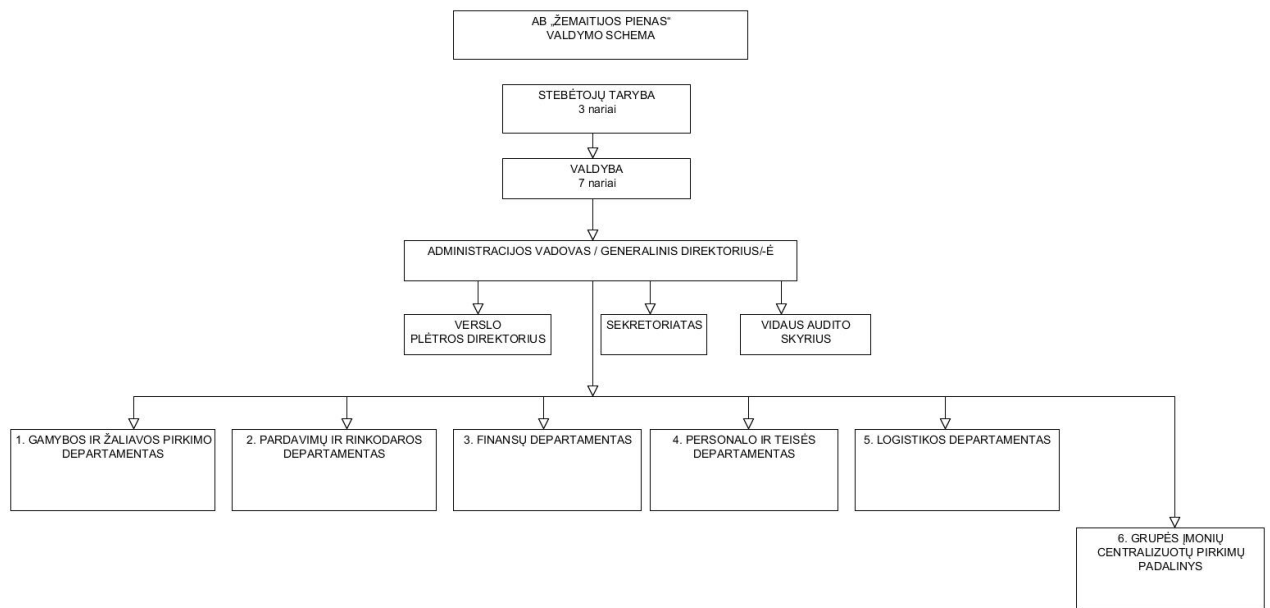 AB „ŽEMAITIJOS PIENAS“
VALDYMO SCHEMA
STEBĖTOJŲ TARYBA
3 nariai
VALDYBA
7 nariai
ADMINISTRACIJOS VADOVAS / GENERALINIS DIREKTORIUS/-Ė
VERSLO
PLĖTROS DIREKTORIUS
SEKRETORIATAS
VIDAUS AUDITO
SKYRIUS
1. GAMYBOS IR ŽALIAVOS PIRKIMO
DEPARTAMENTAS
2. PARDAVIMŲ IR RINKODAROS
DEPARTAMENTAS
3. FINANSŲ DEPARTAMENTAS
4. PERSONALO IR TEISĖS
DEPARTAMENTAS
5. LOGISTIKOS DEPARTAMENTAS
6. GRUPĖS ĮMONIŲ
CENTRALIZUOTŲ PIRKIMŲ
PADALINYS